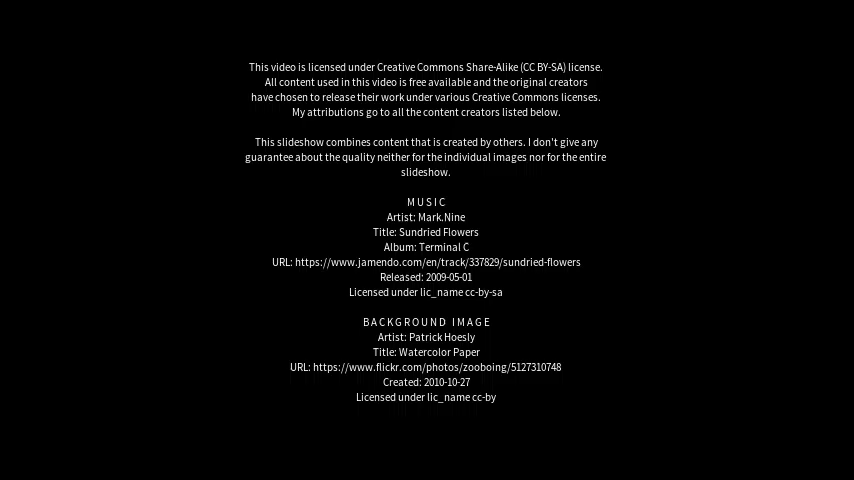 This video is licensed under Creative Commons Share-Alike (CC BY-SA) license.
All content used in this video is free available and the original creators
have chosen to release their work under various Creative Commons licenses.
My attributions go to all the content creators listed below.
This slideshow combines content that is created by others. I don't give any
guarantee about the quality neither for the individual images nor for the entire
slideshow.
MUSIC
Artist: Mark.Nine
Title: Sundried Flowers
Album: Terminal C
URL: https://www.jamendo.com/en/track/337829/sundried-flowers
Released: 2009-05-01
Licensed under lic_name cc-by-sa
BACKGROUND IMAGE
Artist: Patrick Hoesly
Title: Watercolor Paper
URL: https://www.flickr.com/photos/zooboing/5127310748
Created: 2010-10-27
Licensed under lic_name cc-by